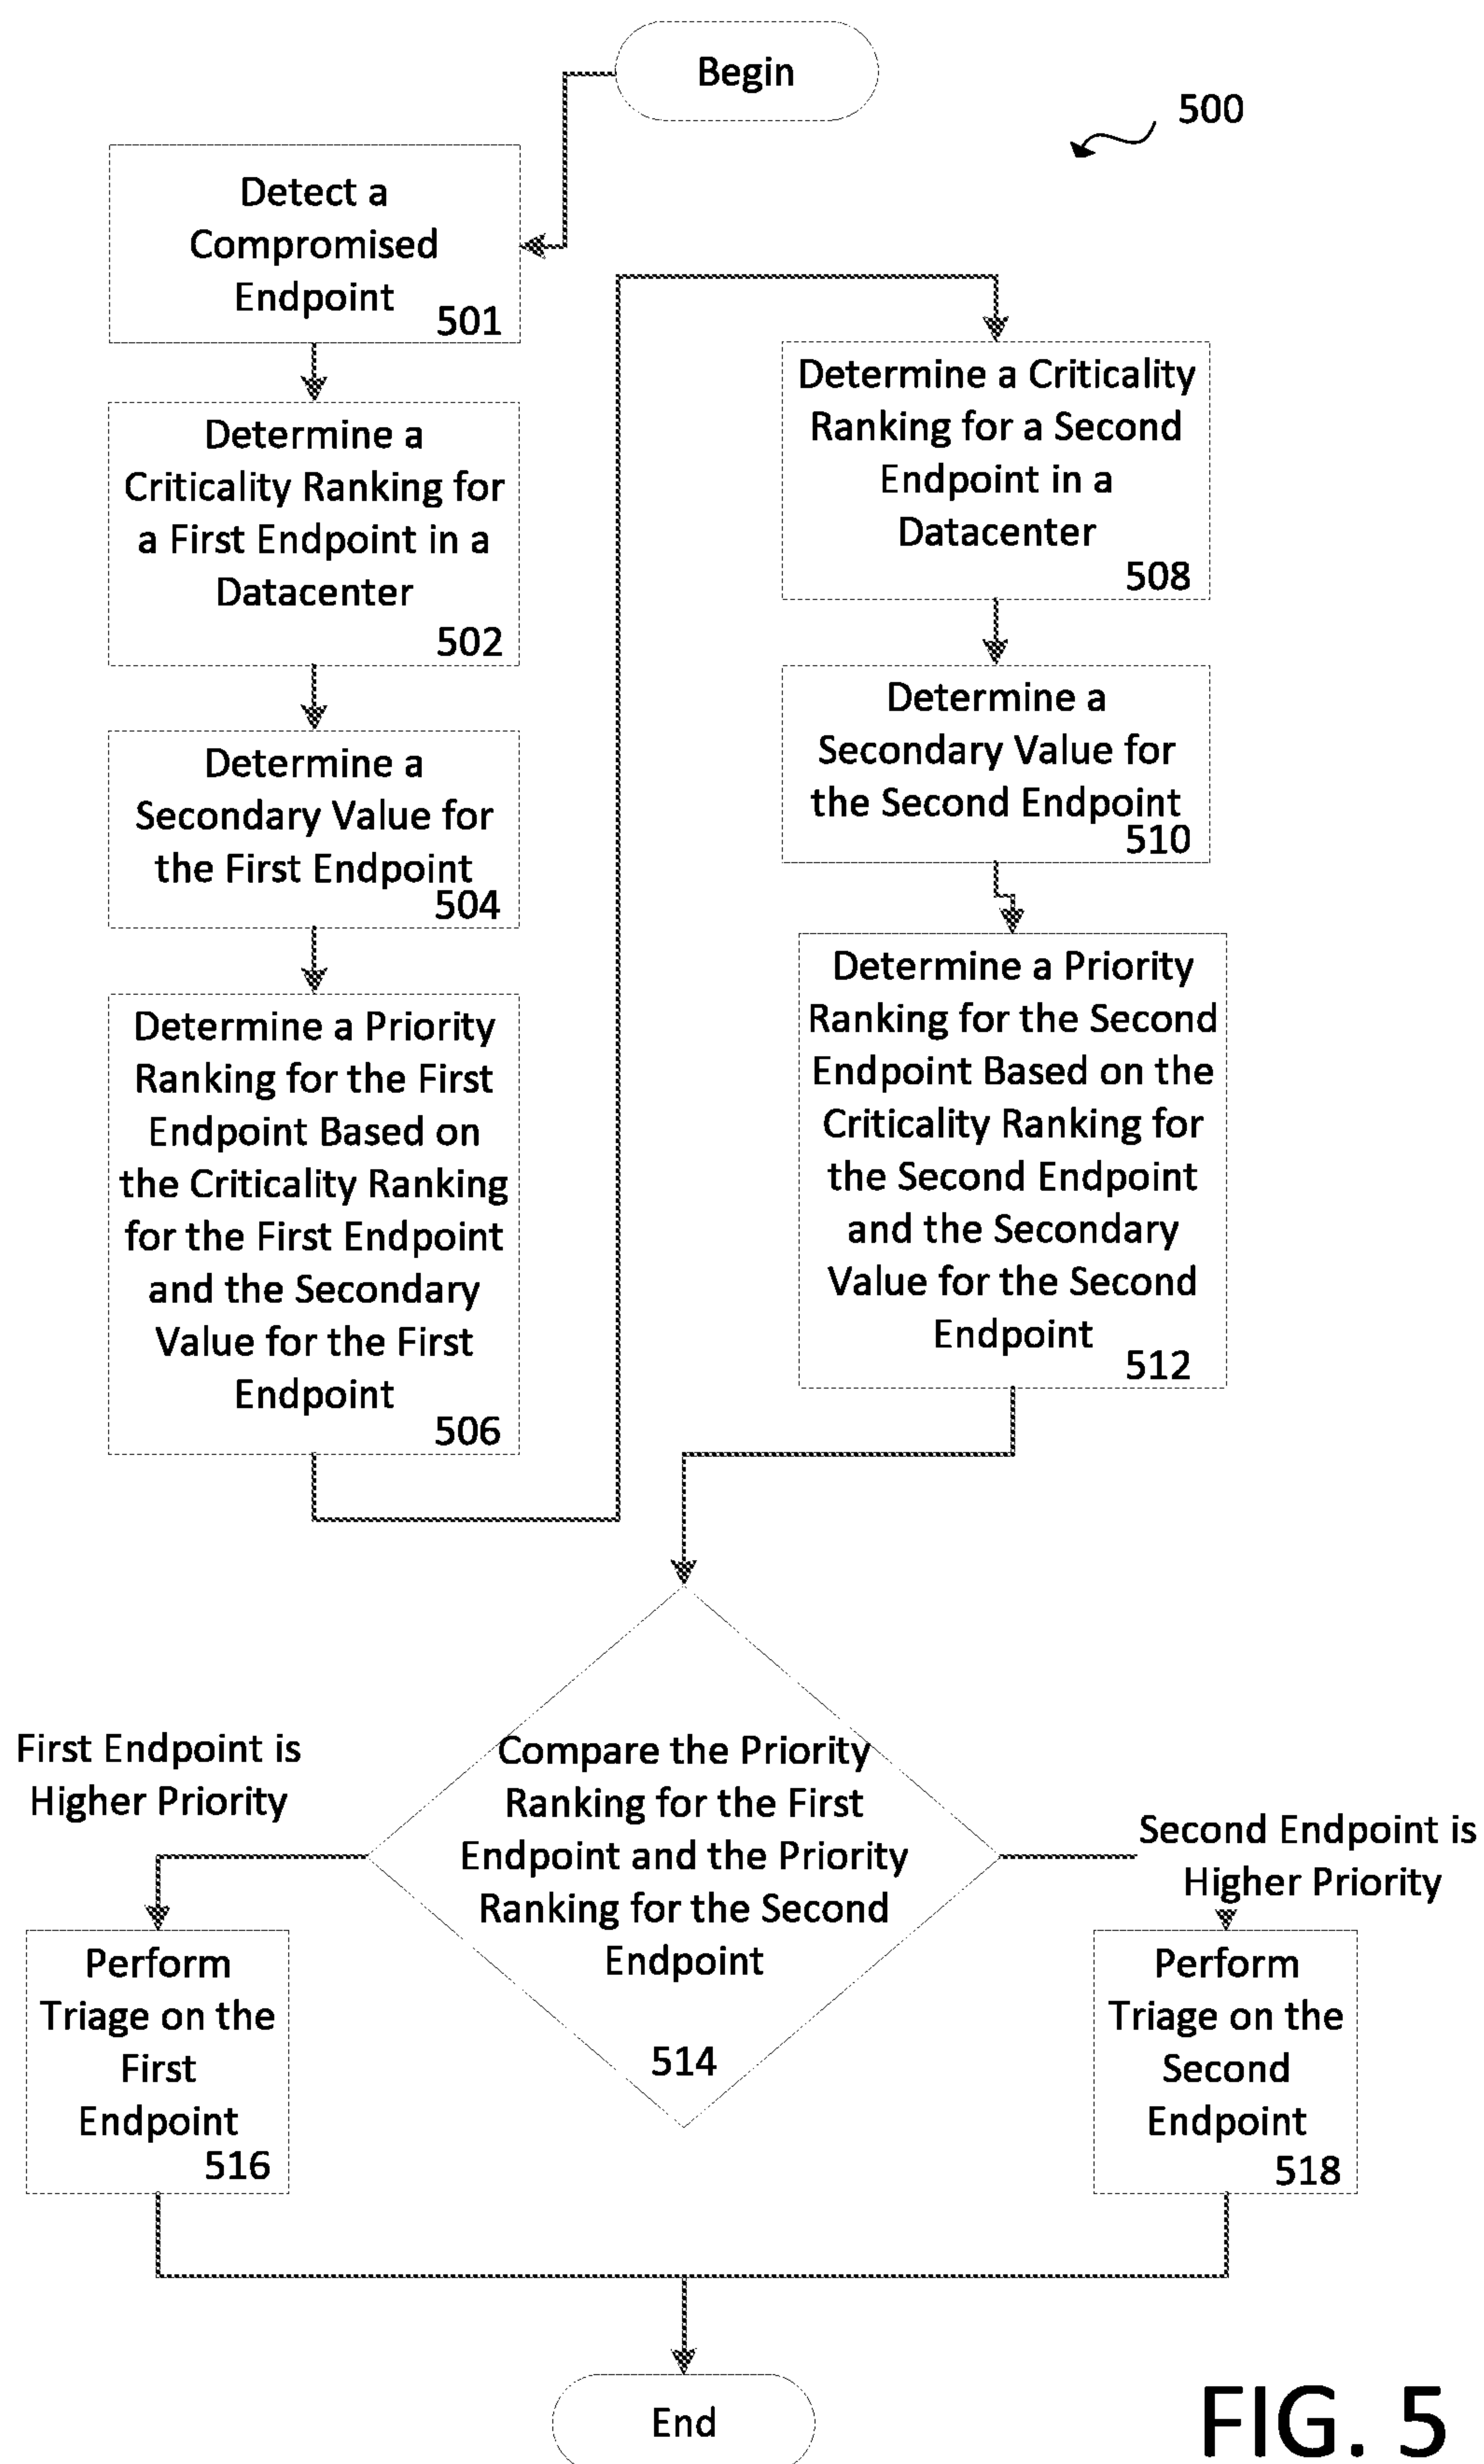 Begin
500
Detect a
Compromised
Endpoint
501
Determine a
Criticality Ranking for
a First Endpoint in a
Datacenter
502
Determine a
Secondary Value for
the First Endpoint
504
Determine a Priority
Ranking for the First
Endpoint Based on
the Criticality Ranking
for the First Endpoint
and the Secondary
Value for the First
Endpoint
506
Determine a Criticality
Ranking for a Second
Endpoint in a
Datacenter
508
Determine a
Secondary Value for
the Second Endpoint
510
Determine a Priority
Ranking for the Second
Endpoint Based on the
Criticality Ranking for
the Second Endpoint
and the Secondary
Value for the Second
Endpoint
512
Compare the Priority
Ranking for the First
Endpoint and the Priority
Ranking for the Second
Endpoint
514
First Endpoint is
Higher Priority
Perform
Triage on the
First
Endpoint
516
Second Endpoint is
Higher Priority
Perform
Triage on the
Second
Endpoint
518
End
FIG. 5